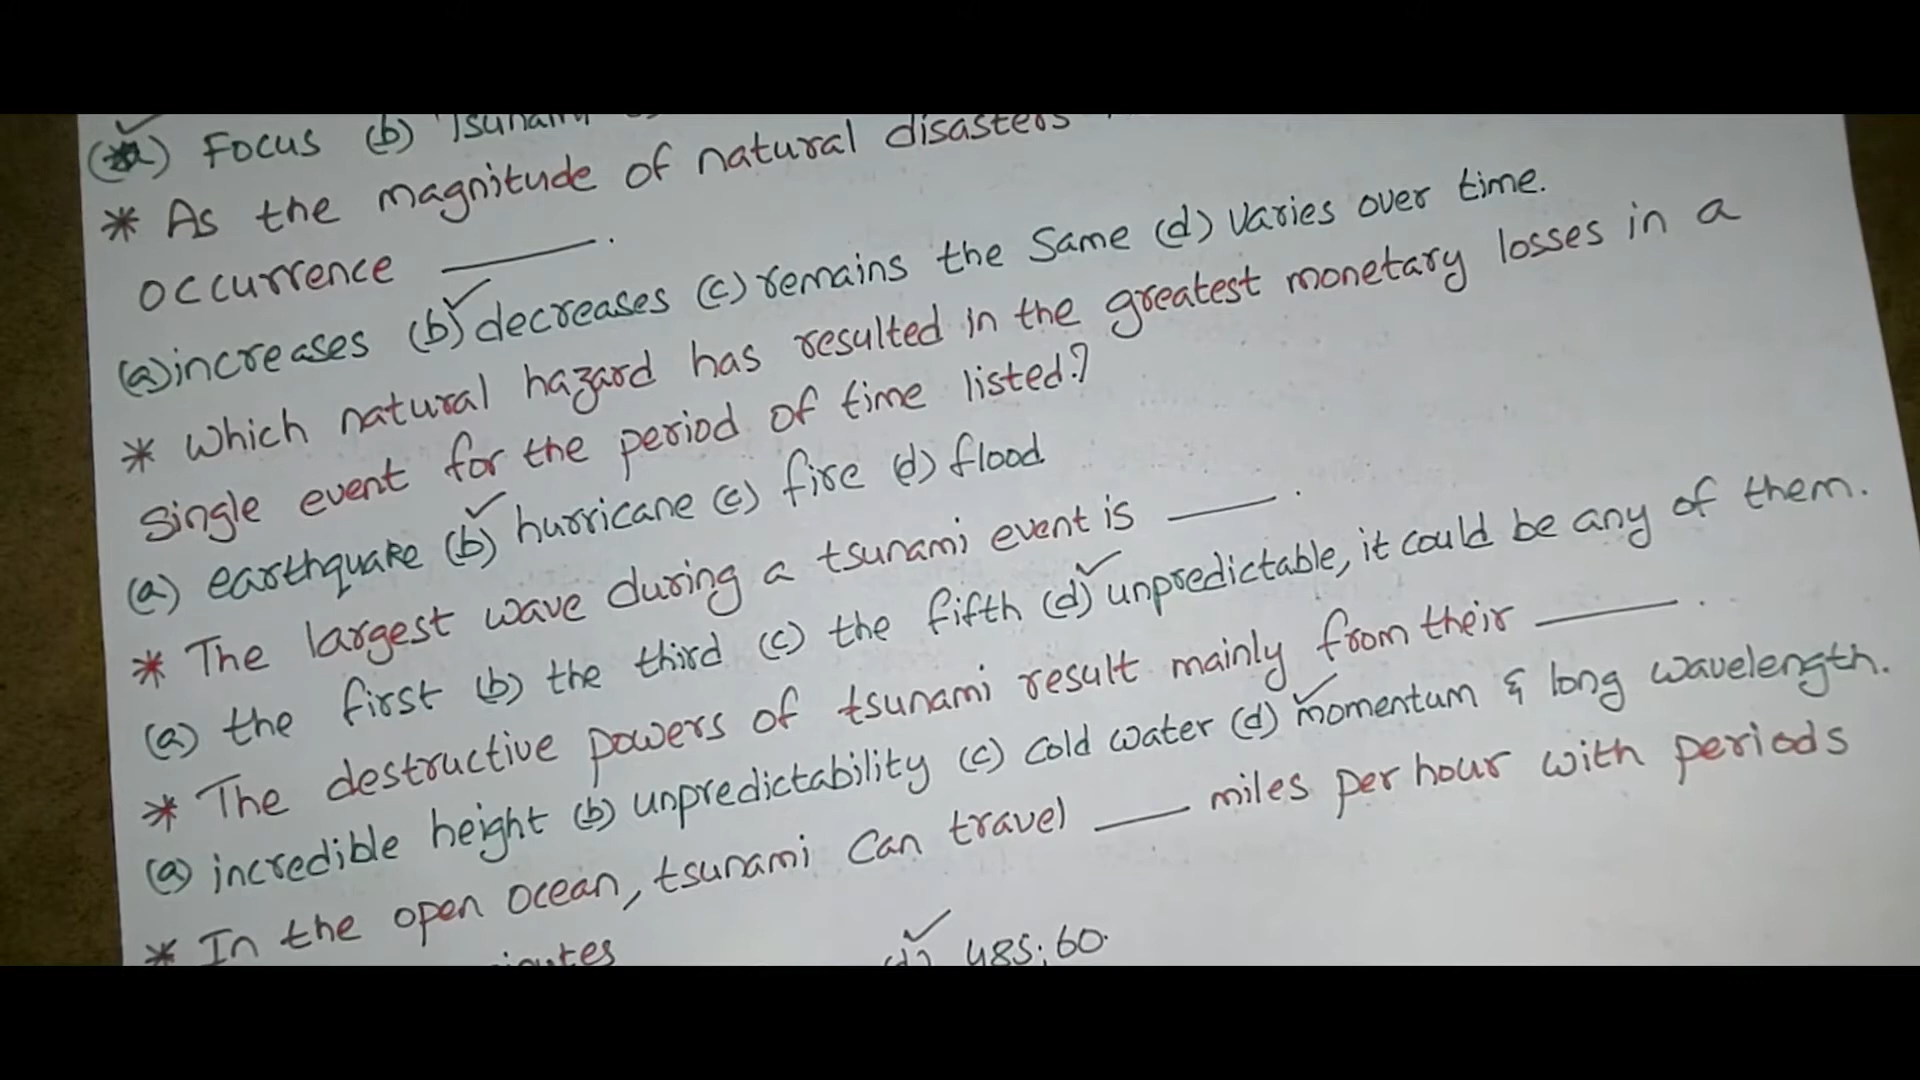 (a) Focus (b) Tsunami
* As the magnitude of natural disasters
occurrence ______.
(a) increases (b) decreases (c) remains the same (d) varies over time.
* which natural hazard has resulted in the greatest monetary losses in a
single event for the period of time listed?
(a) earthquake (b) hurricane (c) fire (d) flood
* The largest wave during a tsunami event is ______.
(a) the first (b) the third (c) the fifth (d) unpredictable, it could be any of them.
* The destructive powers of tsunami result mainly from their ______.
(a) incredible height (b) unpredictability (c) cold water (d) momentum & long wavelength.
* In the open ocean, tsunami can travel ____ miles per hour with periods
(d) 485; 60.